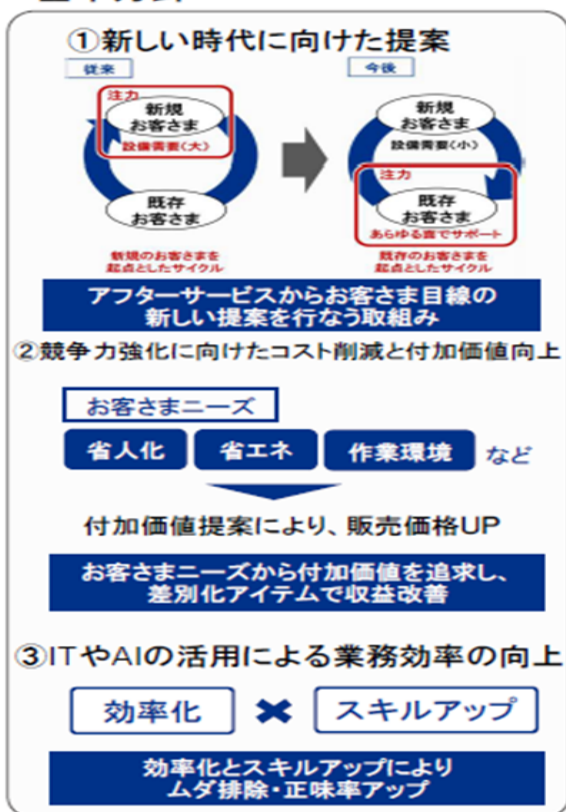 ①新しい時代に向けた提案
従来
注力
新規
お客さま
設備需要(大)
既存
お客さま
新規のお客さまを
起点としたサイクル
今後
新規
お客さま
設備需要(小)
注力
既存
お客さま
あらゆる面でサポート
既存のお客さまを
起点としたサイクル
アフターサービスからお客さま目線の
新しい提案を行なう取組み
②競争力強化に向けたコスト削減と付加価値向上
お客さまニーズ
省人化 省エネ 作業環境 など
付加価値提案により、販売価格UP
お客さまニーズから付加価値を追求し、
差別化アイテムで収益改善
③ITやAIの活用による業務効率の向上
効率化 × スキルアップ
効率化とスキルアップにより
ムダ排除・正味率アップ